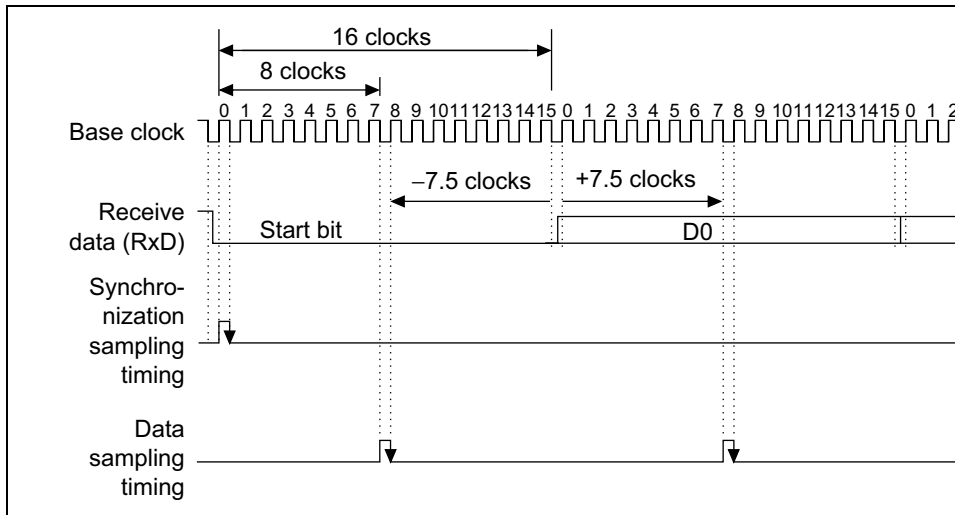 16 clocks
8 clocks
0 1 2 3 4 5 6 7 8 9 10 11 12 13 14 15 0 1 2 3 4 5 6 7 8 9 10 11 12 13 14 15 0 1 2
Base clock
–7.5 clocks +7.5 clocks
Receive
data (RxD)
Start bit D0
Synchro-
nization
sampling
timing
Data
sampling
timing